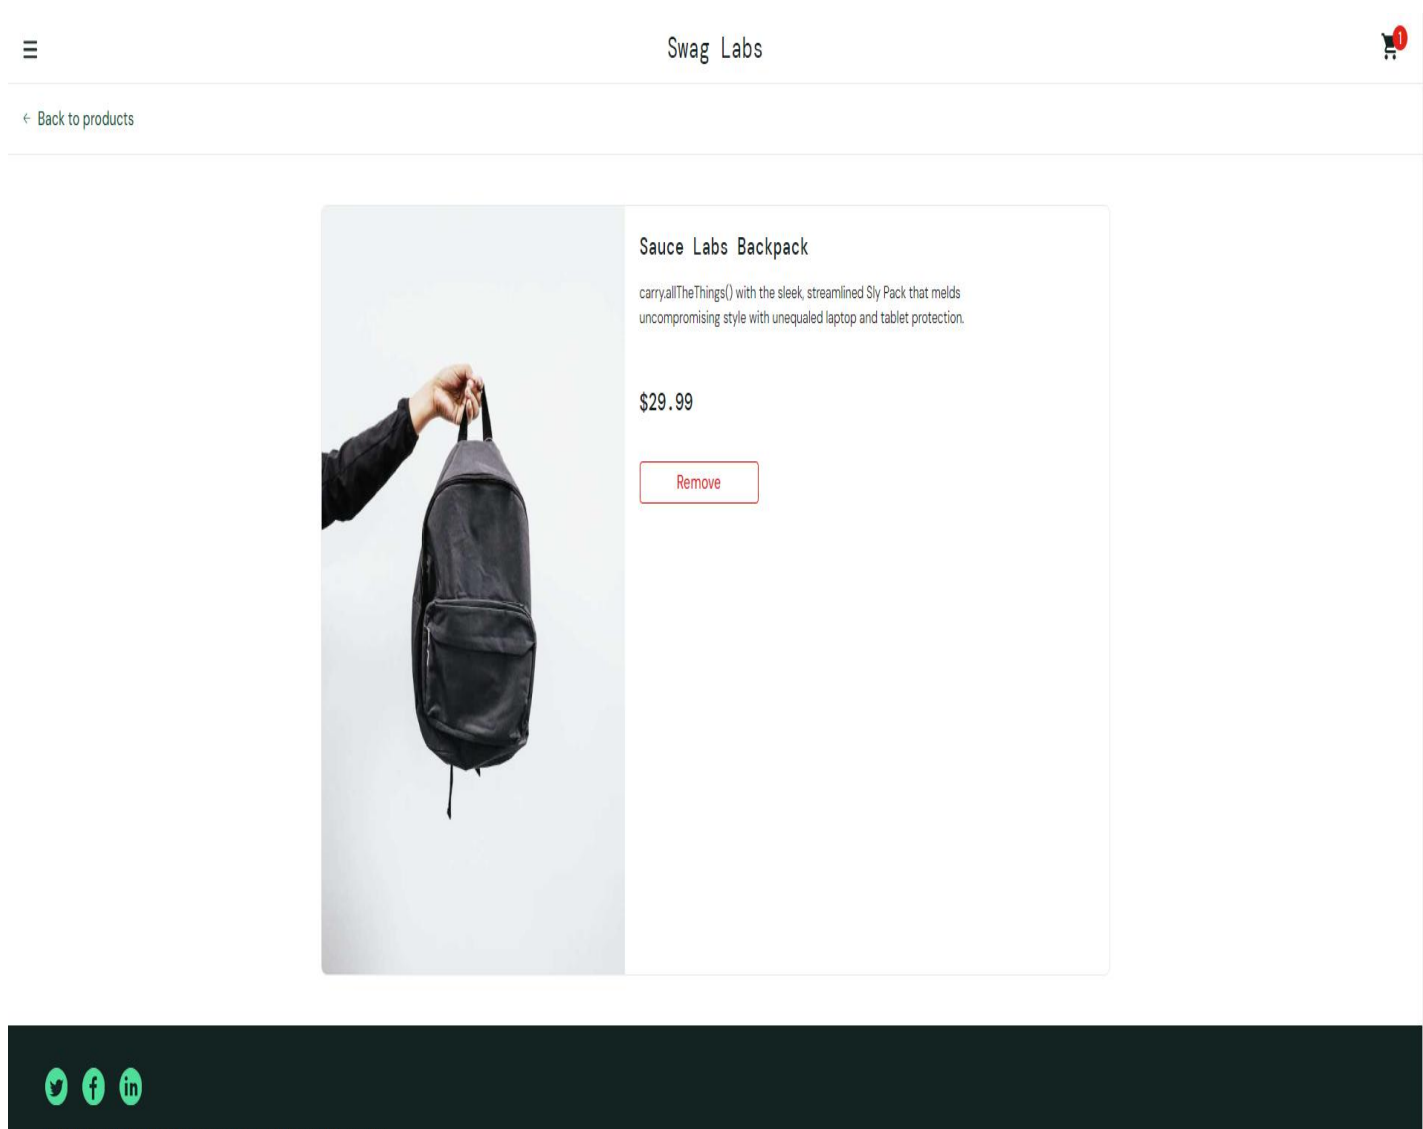 Swag Labs
1
← Back to products
Sauce Labs Backpack
carry.allTheThings() with the sleek, streamlined Sly Pack that melds
uncompromising style with unequaled laptop and tablet protection.
$29.99
Remove
f
in